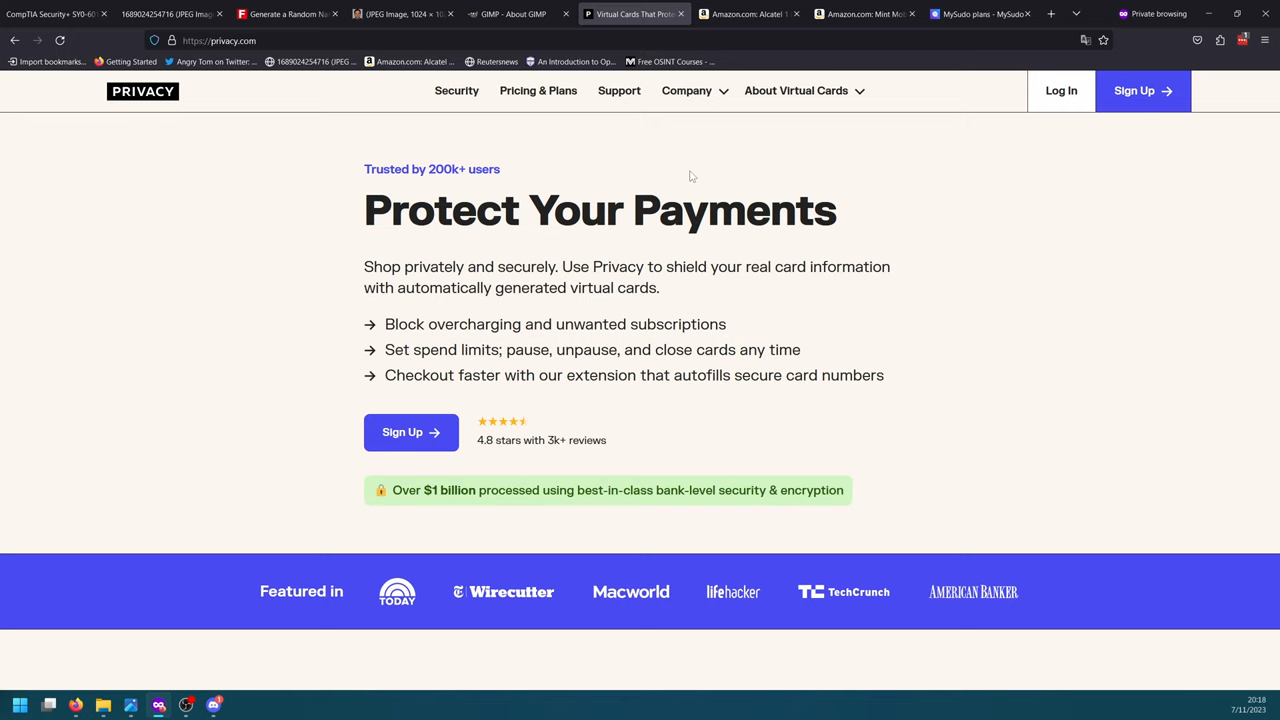 CompTIA Security+ SY0-60
1689024254716 (JPEG Imag
Generate a Random Na
(JPEG Image, 1024 × 10
GIMP - About GIMP
Virtual Cards That Prote
Amazon.com: Alcatel 1
Amazon.com: Mint Mob
MySudo plans - MySudo
Private browsing
https://privacy.com
Import bookmarks...
Getting Started
Angry Tom on Twitter: ...
1689024254716 (JPEG ...
Amazon.com: Alcatel ...
Reutersnews
An Introduction to Op...
Free OSINT Courses - ...
PRIVACY
Security
Pricing & Plans
Support
Company
About Virtual Cards
Log In
Sign Up →
Trusted by 200k+ users
Protect Your Payments
Shop privately and securely. Use Privacy to shield your real card information
with automatically generated virtual cards.
→ Block overcharging and unwanted subscriptions
→ Set spend limits; pause, unpause, and close cards any time
→ Checkout faster with our extension that autofills secure card numbers
Sign Up →
4.8 stars with 3k+ reviews
Over $1 billion processed using best-in-class bank-level security & encryption
Featured in
TODAY
Wirecutter
Macworld
lifehacker
TechCrunch
AMERICAN BANKER
20:18
7/11/2023